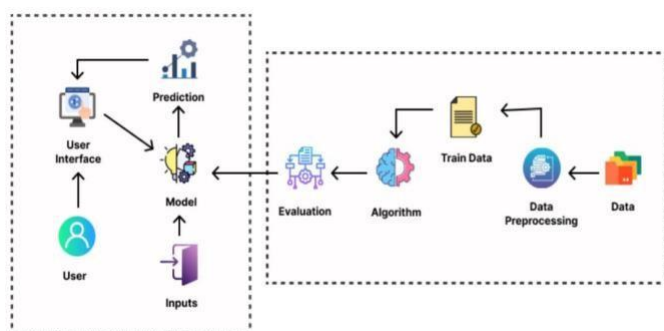 Prediction
User
Interface
Model
User
Inputs
Evaluation
Algorithm
Train Data
Data
Preprocessing
Data